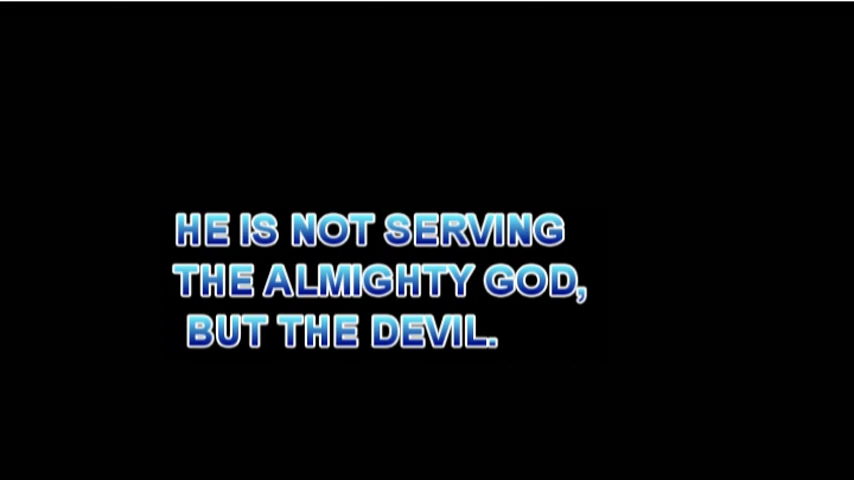 HE IS NOT SERVING
THE ALMIGHTY GOD,
BUT THE DEVIL.